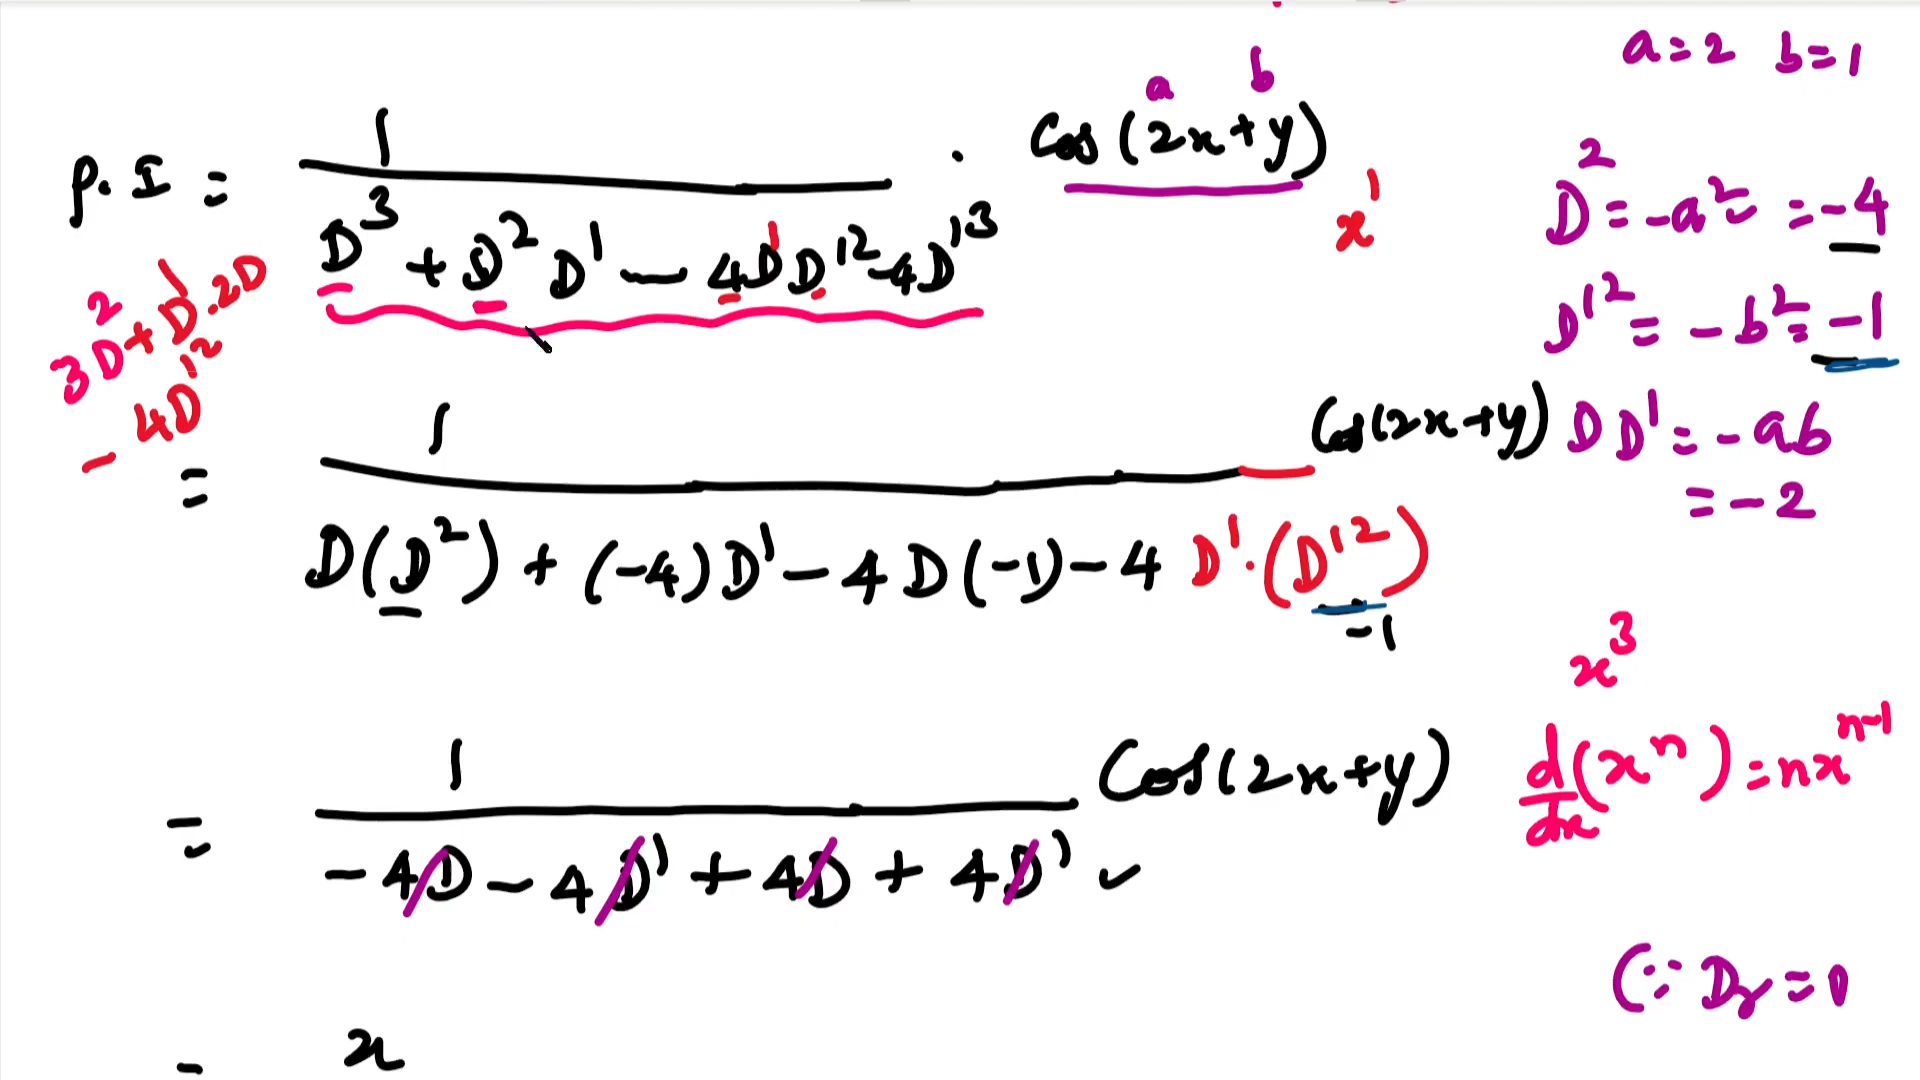 a=2 b=1
a b
P.I = 1 / (D³ + D²D' - 4DD'² - 4D'³) . Cos(2x+y)
x'
D² = -a² = -4
3D² + D'.2D
- 4D'²
D'² = -b² = -1
= 1 / (D(D²) + (-4)D' - 4D(-1) - 4D'.(D'²)) Cos(2x+y)
-1
DD' = -ab
= -2
x³
= 1 / (-4D - 4D' + 4D + 4D') Cos(2x+y)
d/dx (xⁿ) = nxⁿ⁻¹
(∵ Dr = 0
= x